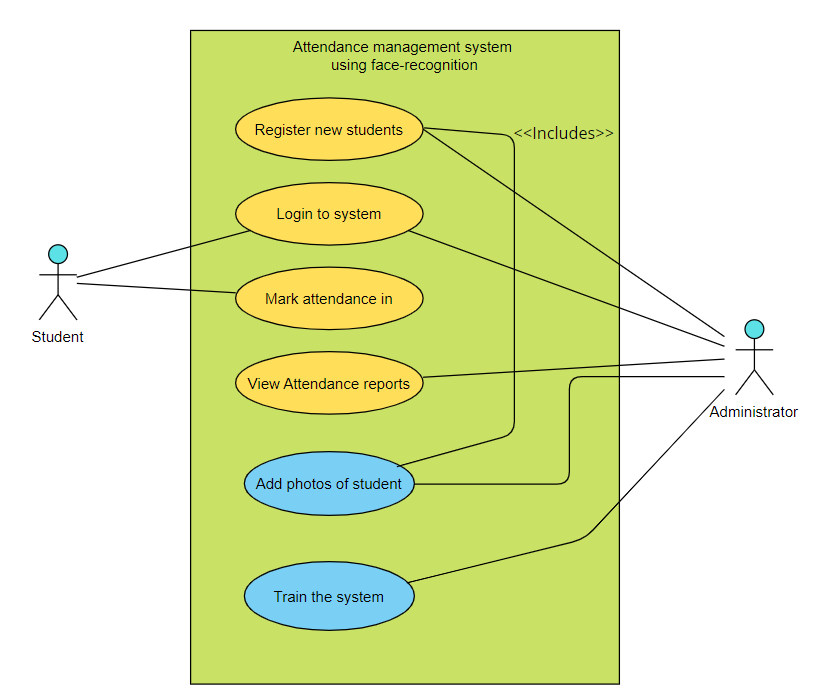 Attendance management system
using face-recognition
Register new students
<<Includes>>
Login to system
Mark attendance in
Student
View Attendance reports
Administrator
Add photos of student
Train the system